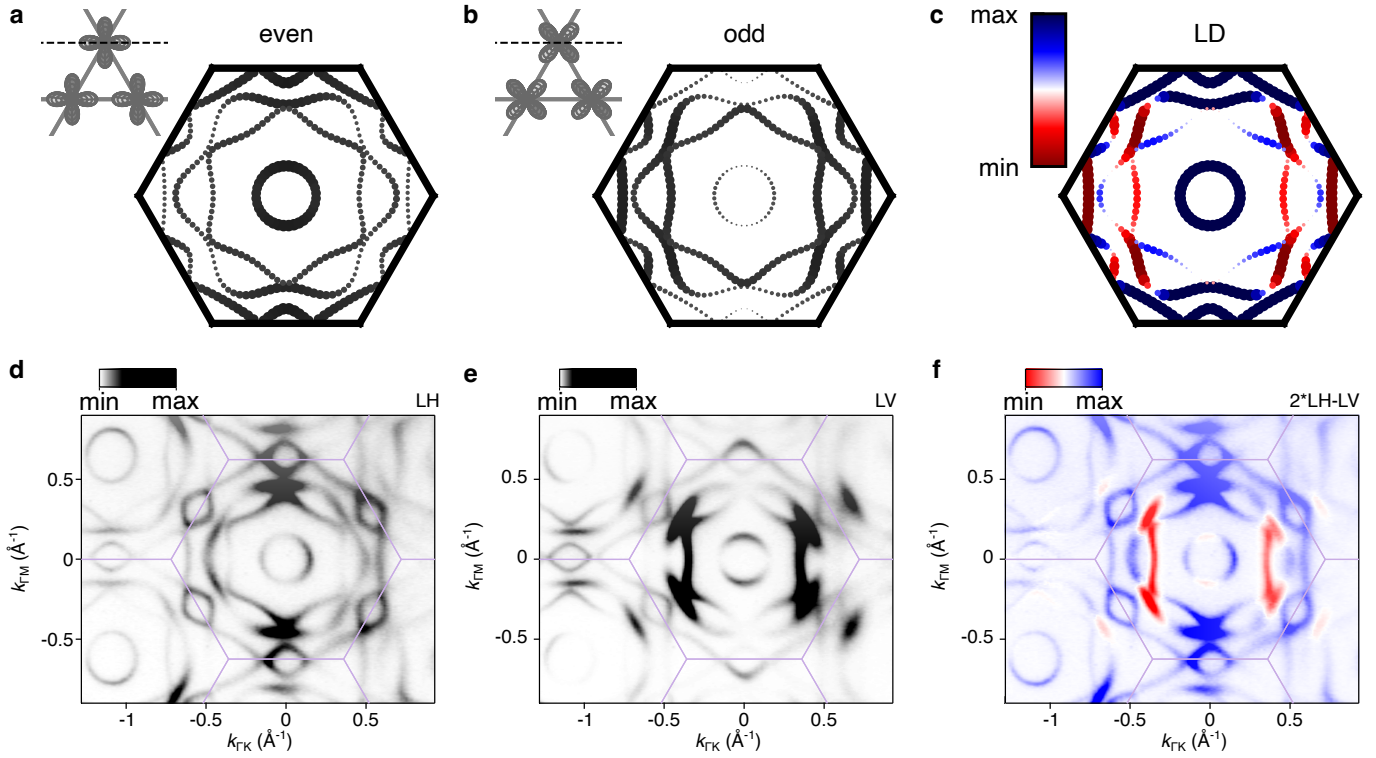 a
even
b
odd
c
max
LD
min
d
min max
LH
0.5
0
-0.5
kΓM (Å-1)
-1 -0.5 0 0.5
kΓK (Å-1)
e
min max
LV
0.5
0
-0.5
kΓM (Å-1)
-1 -0.5 0 0.5
kΓK (Å-1)
f
min max
2*LH-LV
0.5
0
-0.5
kΓM (Å-1)
-1 -0.5 0 0.5
kΓK (Å-1)